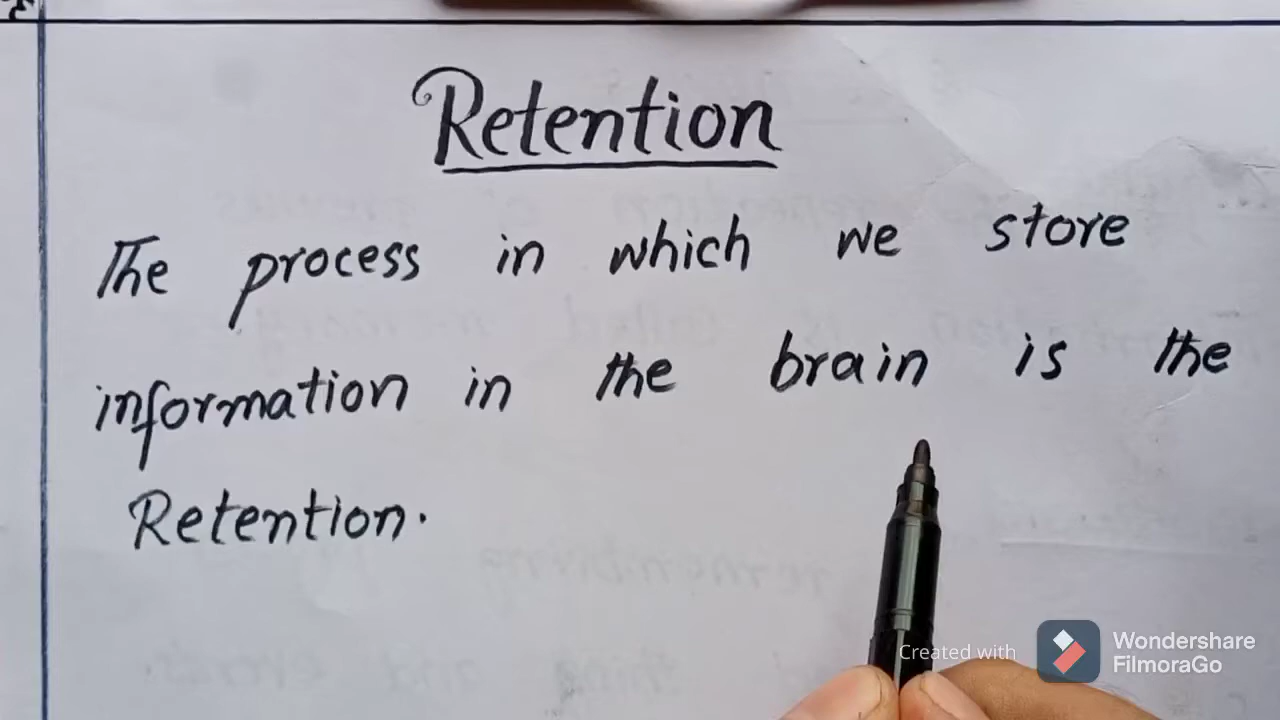 Retention
The process in which we store
information in the brain is the
Retention.
Created with
Wondershare
FilmoraGo